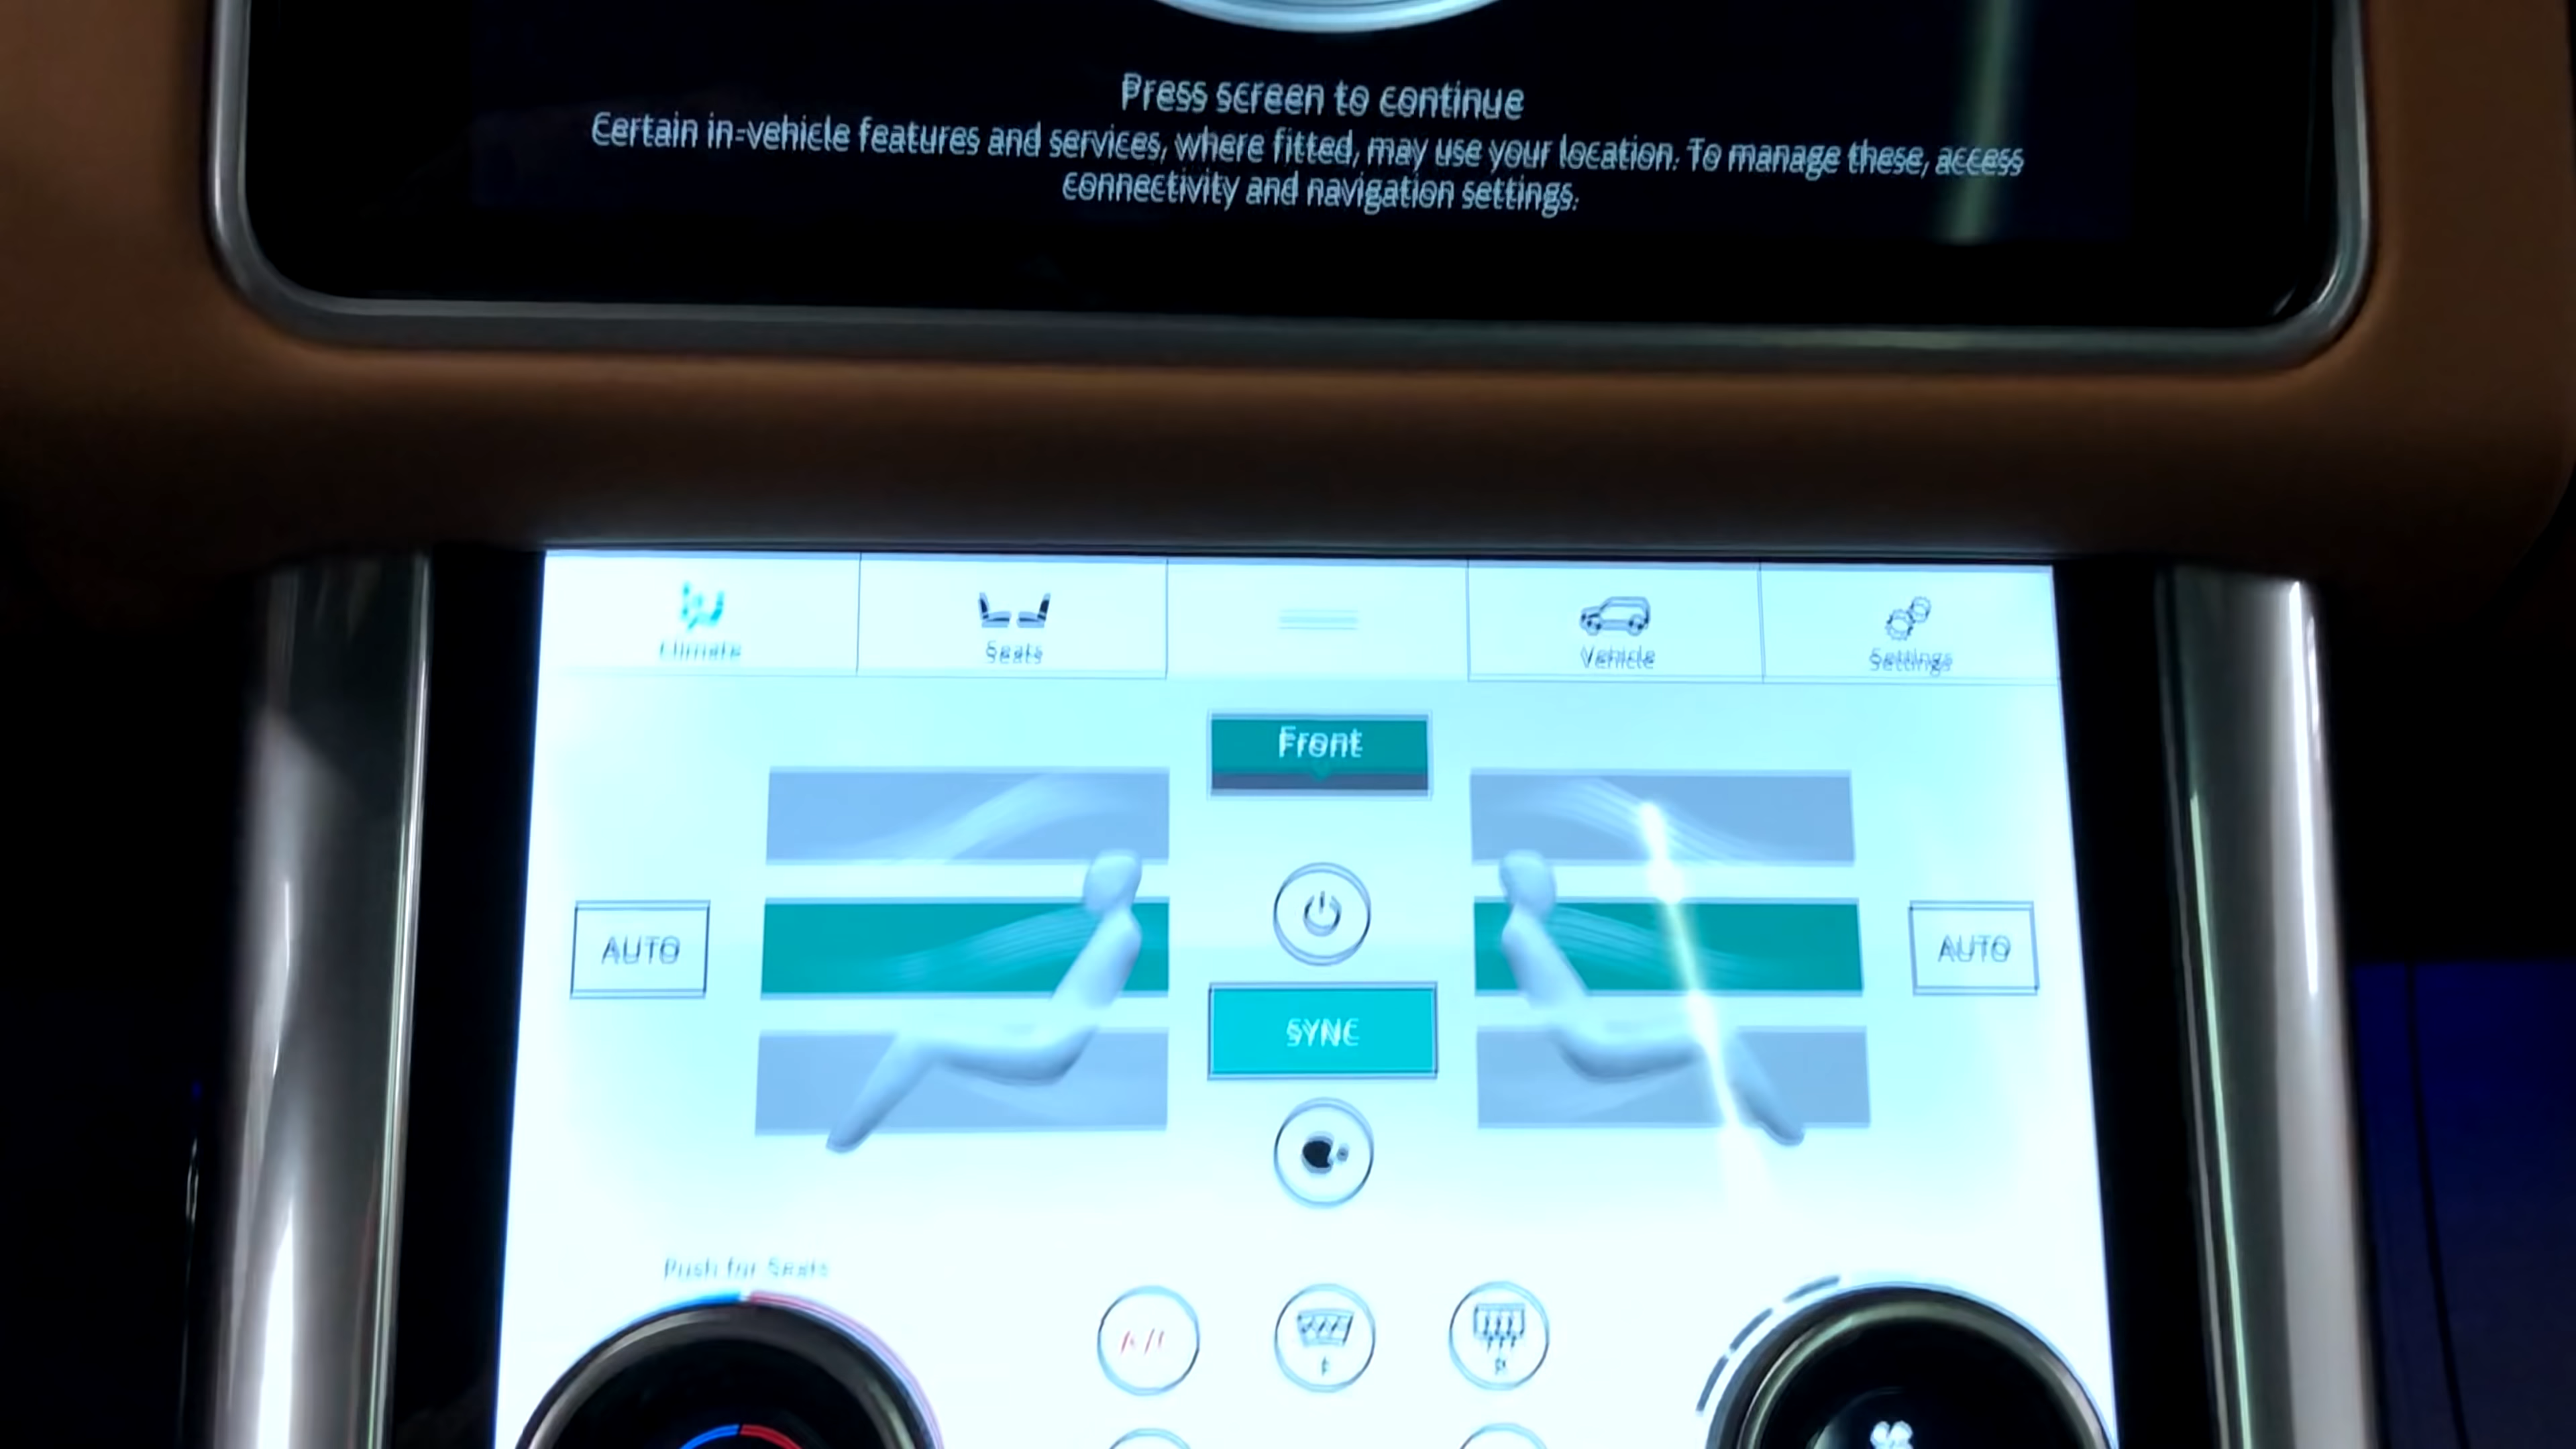 Press screen to continue
Certain in-vehicle features and services, where fitted, may use your location. To manage these, access
connectivity and navigation settings.
Climate
Seats
Vehicle
Settings
Front
AUTO
AUTO
SYNC
Push for Seats
A/C
F
R